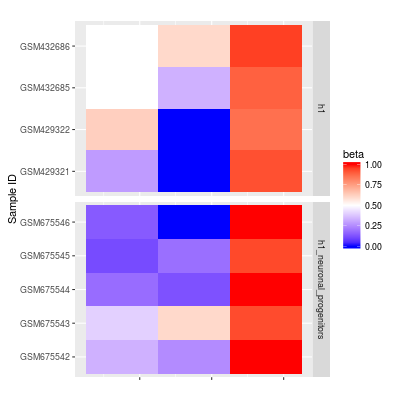 Sample ID
GSM432686
GSM432685
GSM429322
GSM429321
h1
GSM675546
GSM675545
GSM675544
GSM675543
GSM675542
h1_neuronal_progenitors
beta
1.00
0.75
0.50
0.25
0.00